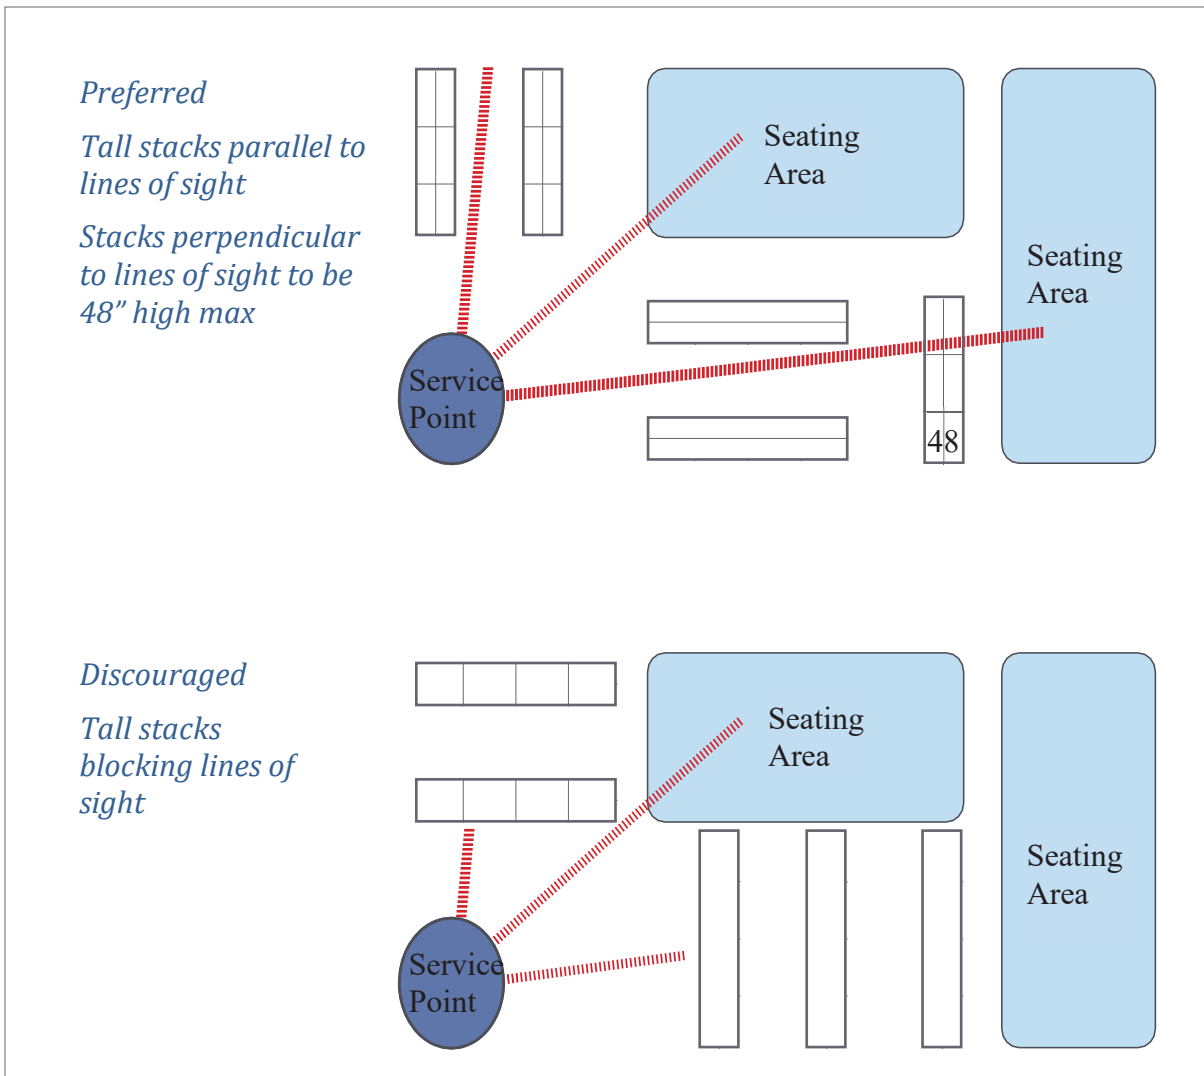 Preferred
Tall stacks parallel to
lines of sight
Stacks perpendicular
to lines of sight to be
48” high max
Seating
Area
Seating
Area
Service
Point
48
Discouraged
Tall stacks
blocking lines of
sight
Seating
Area
Seating
Area
Service
Point